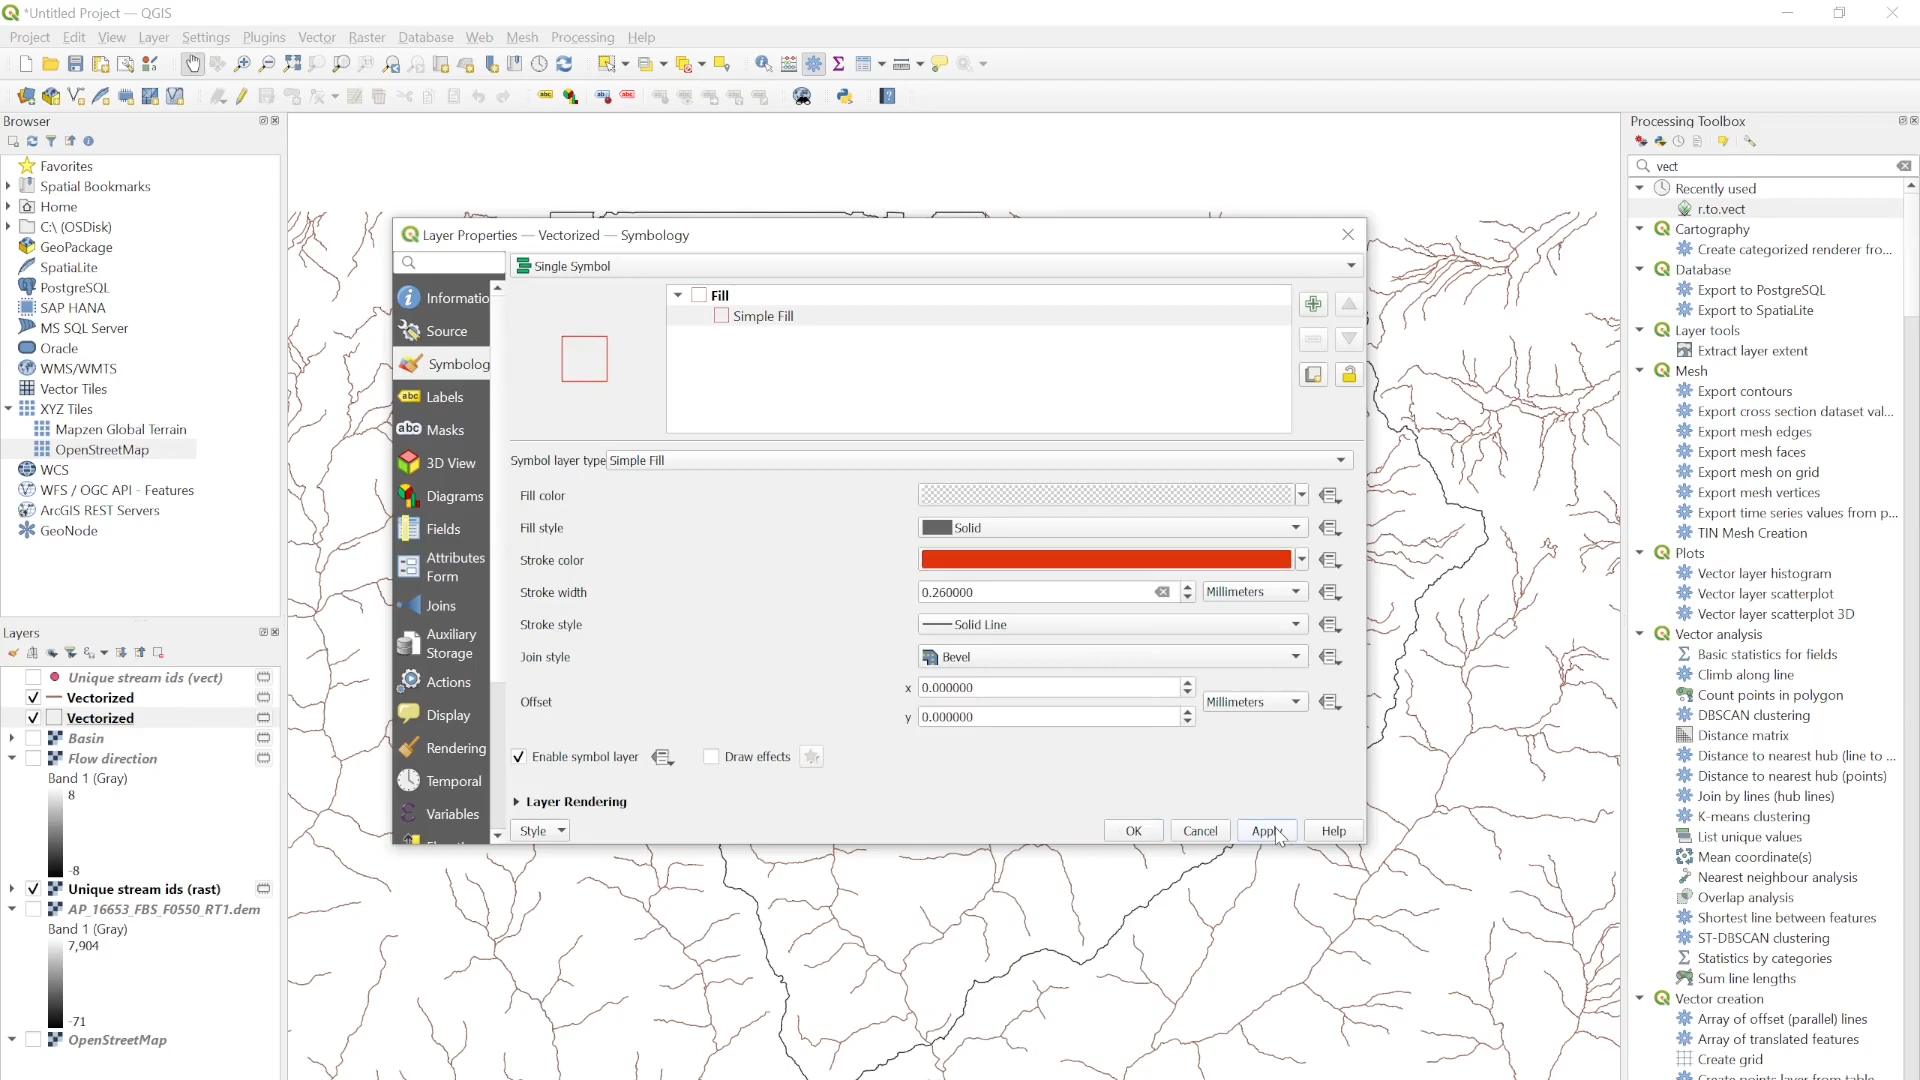 *Untitled Project — QGIS
Project Edit View Layer Settings Plugins Vector Raster Database Web Mesh Processing Help
Browser
Favorites
Spatial Bookmarks
Home
C:\ (OSDisk)
GeoPackage
SpatiaLite
PostgreSQL
SAP HANA
MS SQL Server
Oracle
WMS/WMTS
Vector Tiles
XYZ Tiles
Mapzen Global Terrain
OpenStreetMap
WCS
WFS / OGC API - Features
ArcGIS REST Servers
GeoNode
Layers
Unique stream ids (vect)
Vectorized
Vectorized
Basin
Flow direction
Band 1 (Gray)
8
-8
Unique stream ids (rast)
AP_16653_FBS_F0550_RT1.dem
Band 1 (Gray)
7,904
-71
OpenStreetMap
Layer Properties — Vectorized — Symbology
Informatio
Source
Symbolog
Labels
Masks
3D View
Diagrams
Fields
Attributes
Form
Joins
Auxiliary
Storage
Actions
Display
Rendering
Temporal
Variables
Single Symbol
Fill
Simple Fill
Symbol layer type Simple Fill
Fill color
Fill style Solid
Stroke color
Stroke width 0.260000 Millimeters
Stroke style Solid Line
Join style Bevel
Offset x 0.000000 Millimeters
y 0.000000
Enable symbol layer Draw effects
Layer Rendering
Style OK Cancel Apply Help
Processing Toolbox
vect
Recently used
r.to.vect
Cartography
Create categorized renderer fro...
Database
Export to PostgreSQL
Export to SpatiaLite
Layer tools
Extract layer extent
Mesh
Export contours
Export cross section dataset val...
Export mesh edges
Export mesh faces
Export mesh on grid
Export mesh vertices
Export time series values from p...
TIN Mesh Creation
Plots
Vector layer histogram
Vector layer scatterplot
Vector layer scatterplot 3D
Vector analysis
Basic statistics for fields
Climb along line
Count points in polygon
DBSCAN clustering
Distance matrix
Distance to nearest hub (line to ...
Distance to nearest hub (points)
Join by lines (hub lines)
K-means clustering
List unique values
Mean coordinate(s)
Nearest neighbour analysis
Overlap analysis
Shortest line between features
ST-DBSCAN clustering
Statistics by categories
Sum line lengths
Vector creation
Array of offset (parallel) lines
Array of translated features
Create grid
Create points layer from table